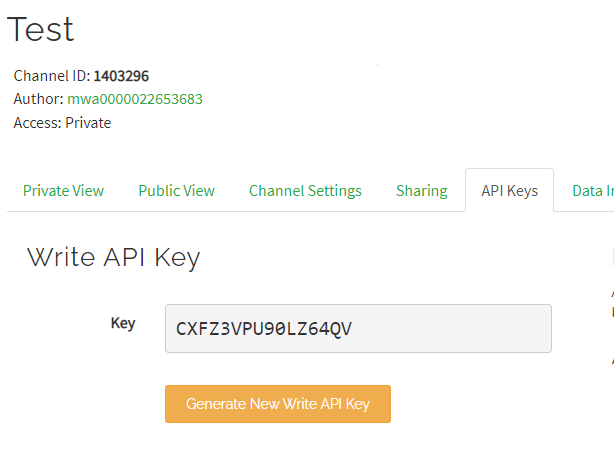 Test
Channel ID: 1403296
Author: mwa0000022653683
Access: Private
Private View Public View Channel Settings Sharing API Keys Data
Write API Key
Key CXFZ3VPU90LZ64QV
Generate New Write API Key